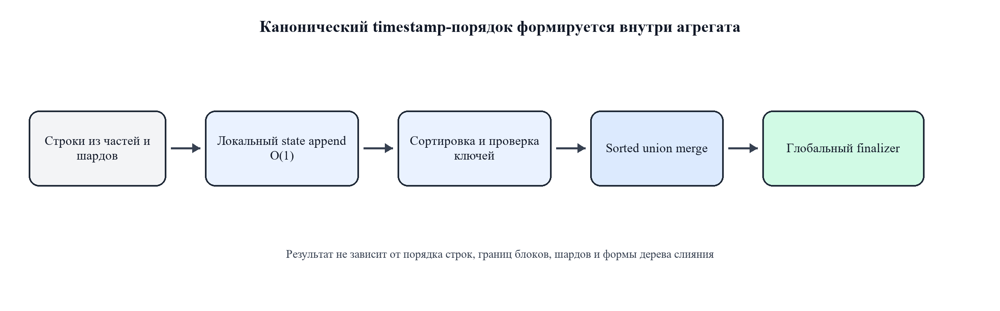 Канонический timestamp-порядок формируется внутри агрегата
Строки из частей и
шардов
Локальный state append
O(1)
Сортировка и проверка
ключей
Sorted union merge
Глобальный finalizer
Результат не зависит от порядка строк, границ блоков, шардов и формы дерева слияния